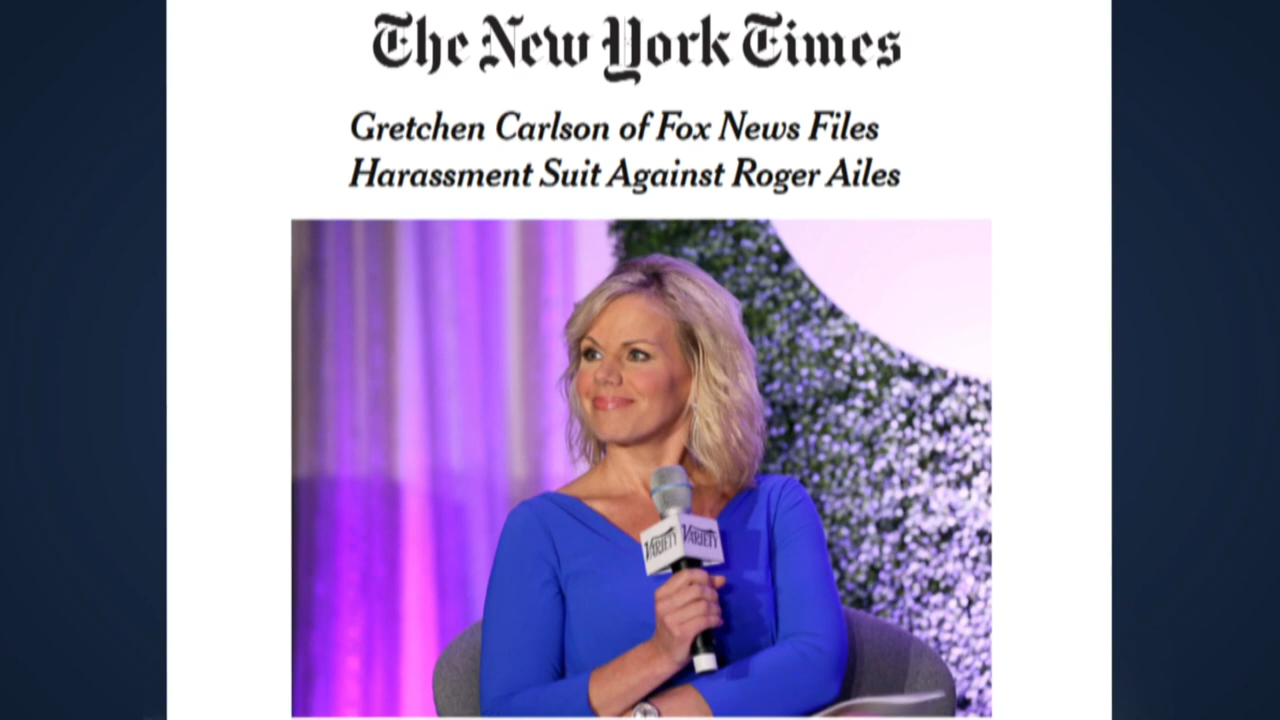 The New York Times
Gretchen Carlson of Fox News Files
Harassment Suit Against Roger Ailes
VARIETY VARIETY